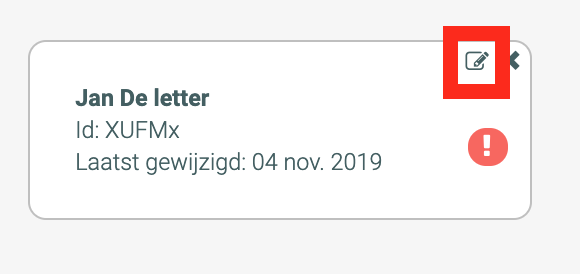 Jan De letter
Id: XUFMx
Laatst gewijzigd: 04 nov. 2019